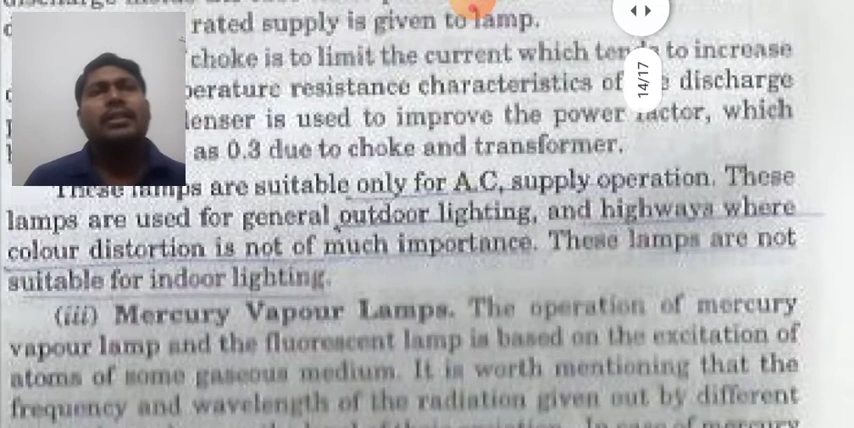 rated supply is given to lamp.
choke is to limit the current which tends to increase
perature resistance characteristics of discharge
denser is used to improve the power factor, which
as 0.3 due to choke and transformer.
These lamps are suitable only for A.C, supply operation. These
lamps are used for general outdoor lighting, and highways where
colour distortion is not of much importance. These lamps are not
suitable for indoor lighting.
(iii) Mercury Vapour Lamps. The operation of mercury
vapour lamp and the fluorescent lamp is based on the excitation of
atoms of some gaseous medium. It is worth mentioning that the
frequency and wavelength of the radiation given out by different
In case of mercury
14/17